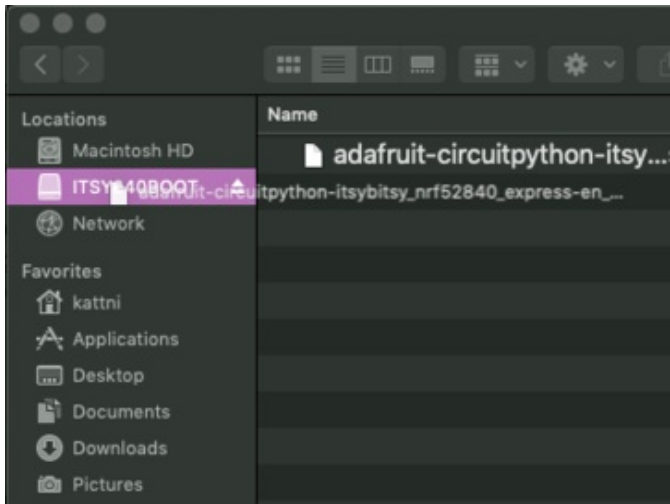 Locations
Name
Macintosh HD
adafruit-circuitpython-itsy...
ITSY840BOOT
adafruit-circuitpython-itsybitsy_nrf52840_express-en_...
Network
Favorites
kattni
Applications
Desktop
Documents
Downloads
Pictures